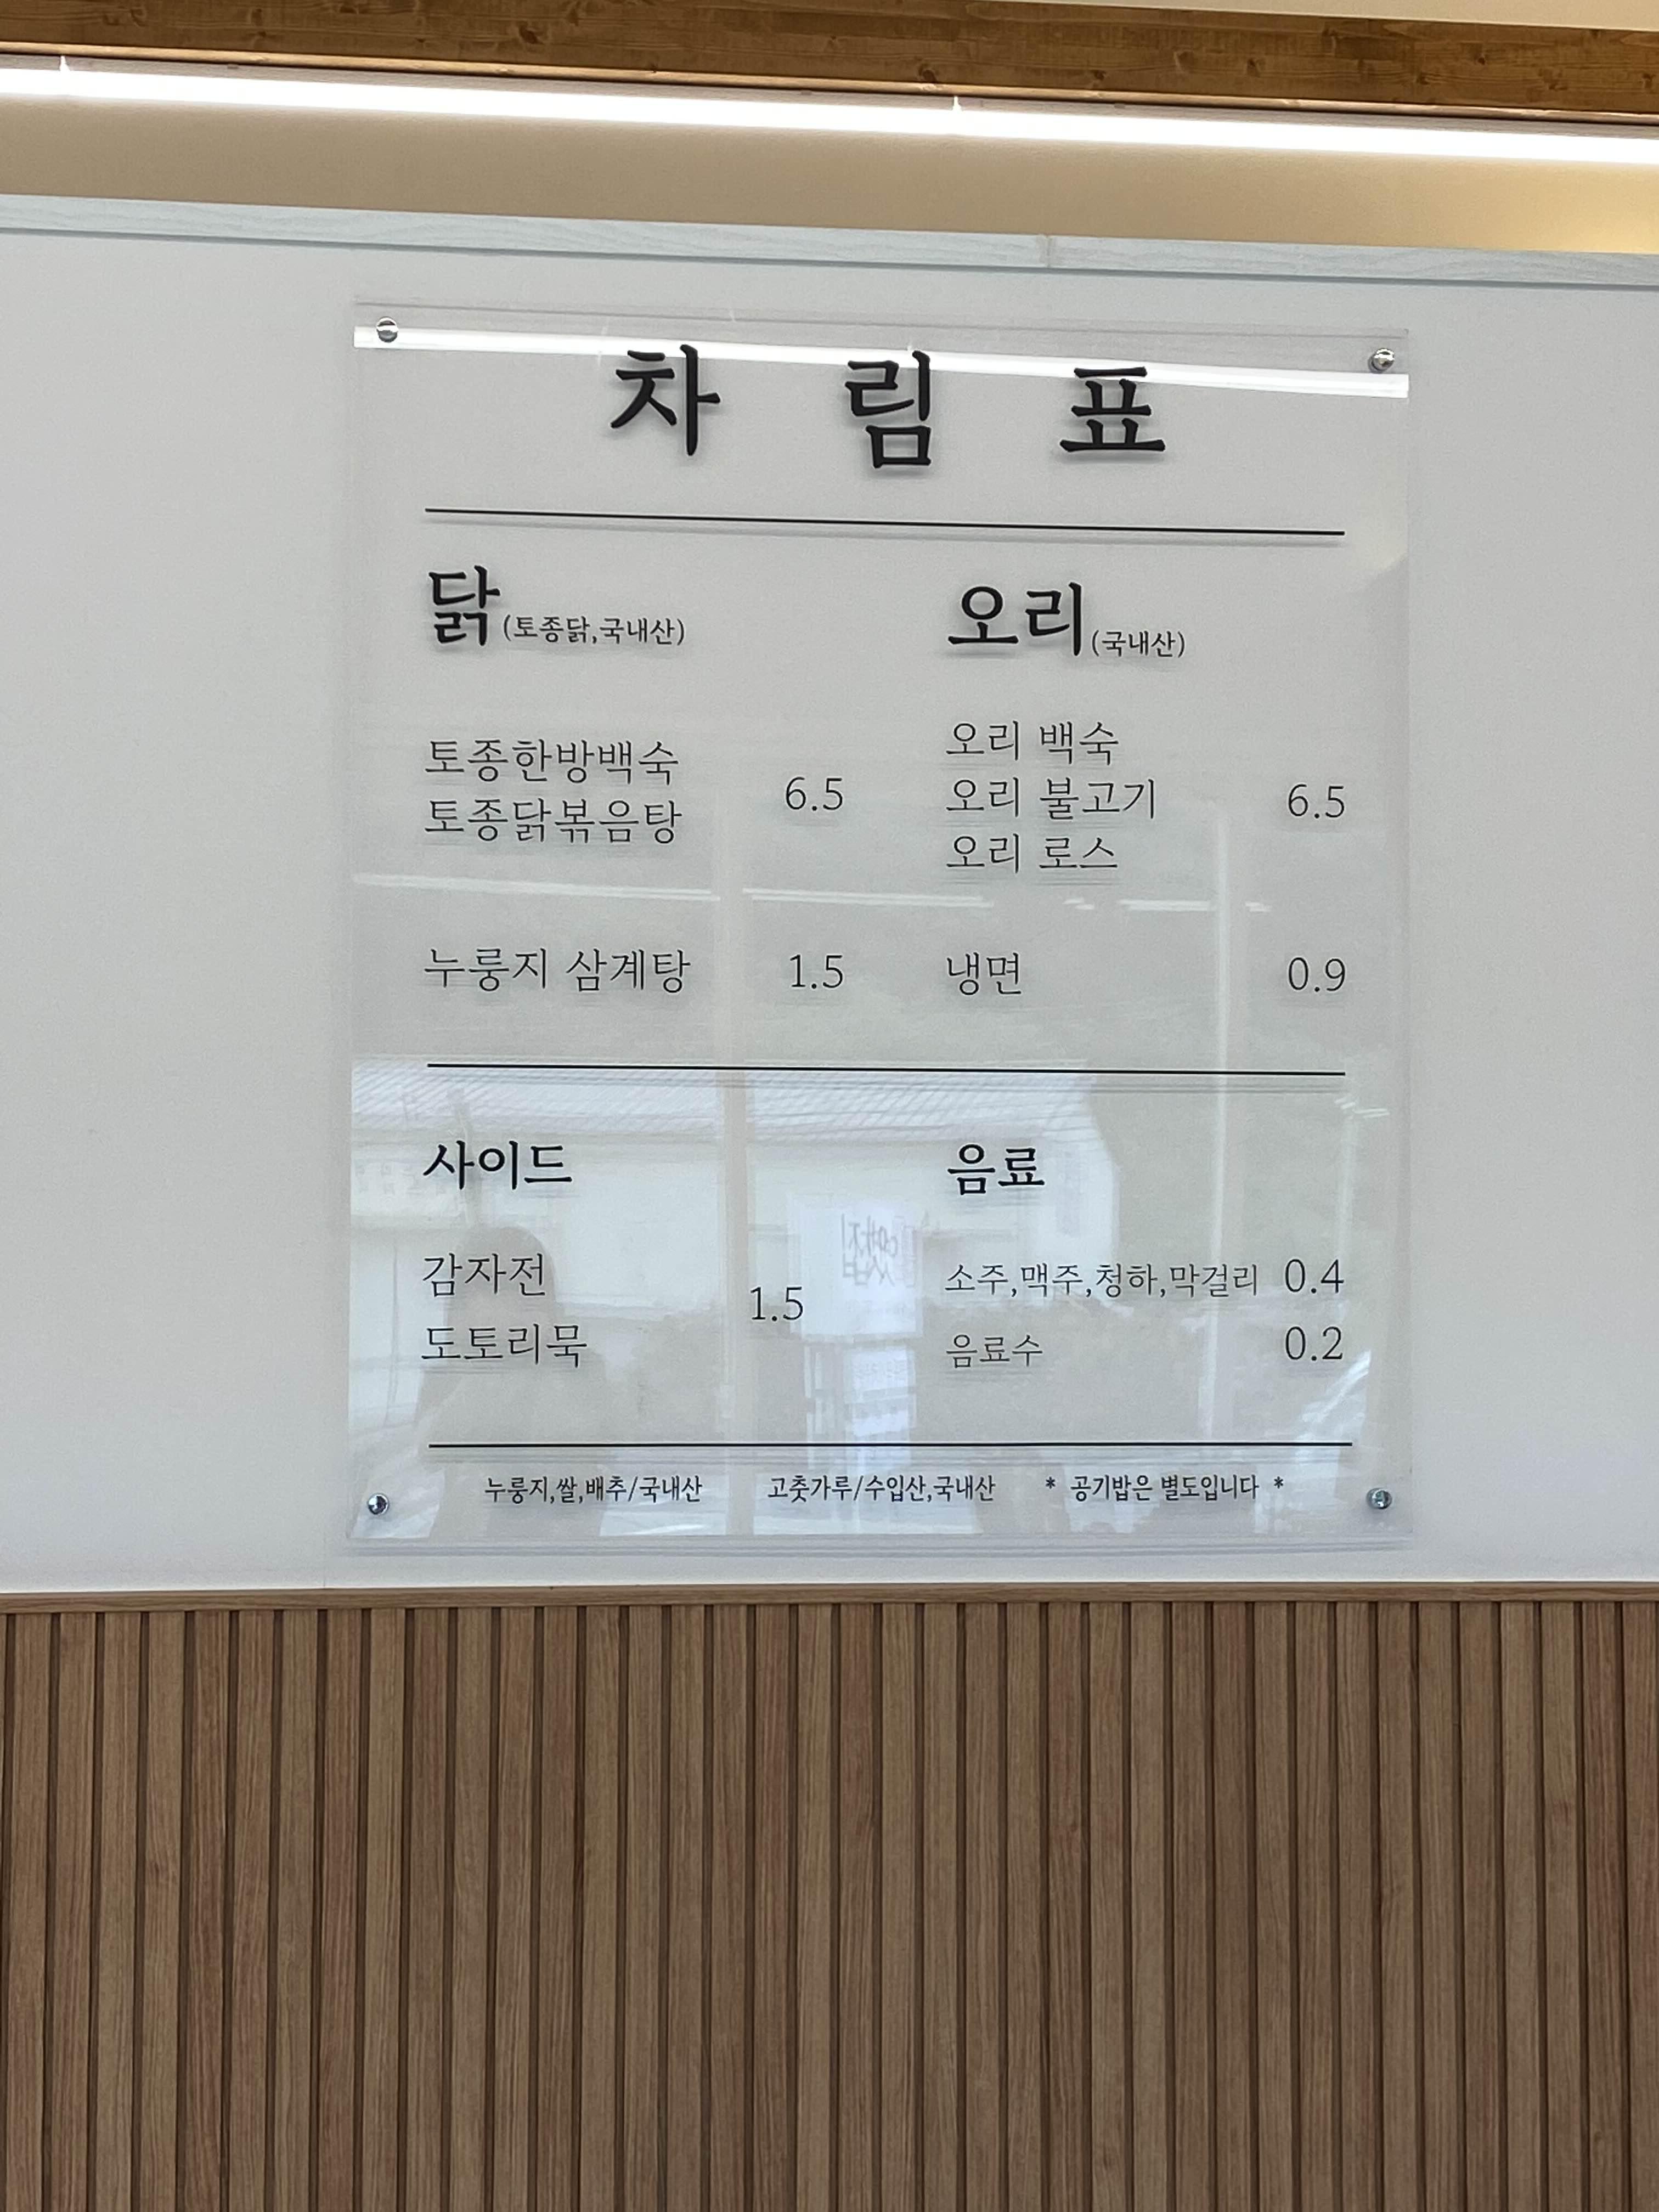 차 림 표
닭(토종닭,국내산)
토종한방백숙
토종닭볶음탕
6.5
누룽지 삼계탕 1.5
오리(국내산)
오리 백숙
오리 불고기
오리 로스
6.5
냉면 0.9
사이드
감자전
도토리묵
1.5
음료
소주,맥주,청하,막걸리 0.4
음료수 0.2
누룽지,쌀,배추/국내산 고춧가루/수입산,국내산 * 공기밥은 별도입니다 *